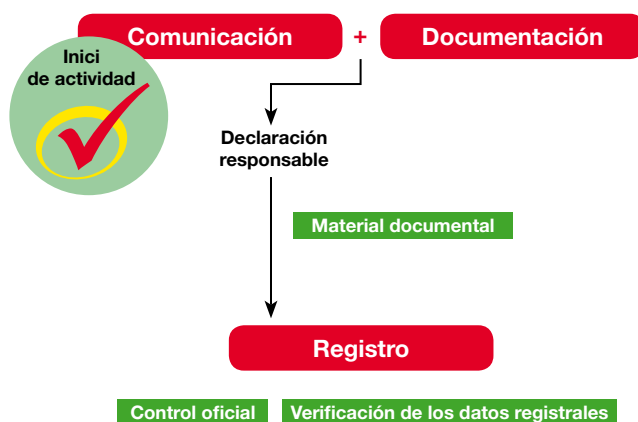 Comunicación + Documentación
Inici
de actividad
Declaración
responsable
Material documental
Registro
Control oficial
Verificación de los datos registrales